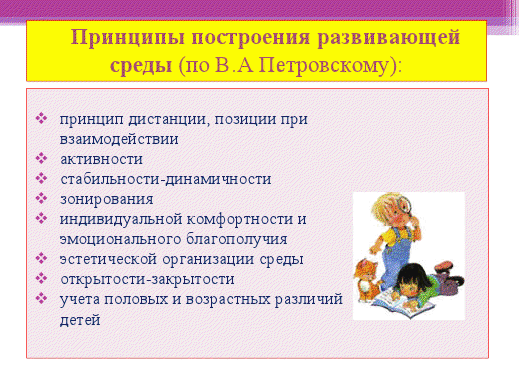 Принципы построения развивающей
среды (по В.А Петровскому):
принцип дистанции, позиции при
взаимодействии
активности
стабильности-динамичности
зонирования
индивидуальной комфортности и
эмоционального благополучия
эстетической организации среды
открытости-закрытости
учета половых и возрастных различий
детей